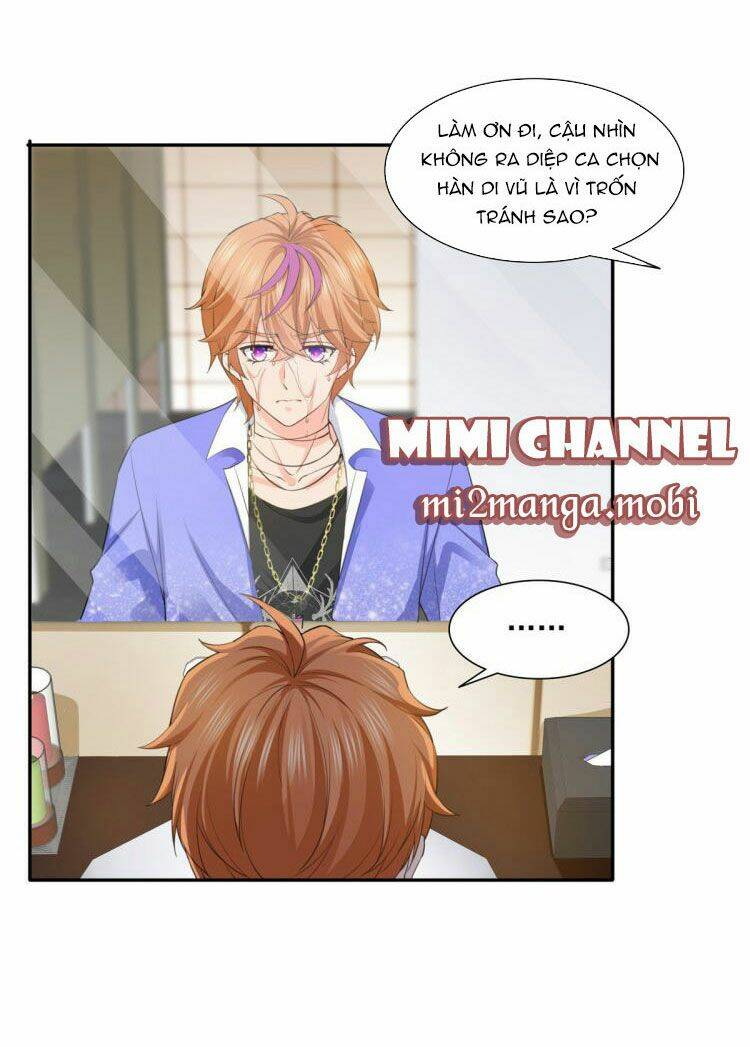 LÀM ƠN ĐI, CẬU NHÌN
KHÔNG RA DIỆP CA CHỌN
HÀN DI VŨ LÀ VÌ TRỐN
TRÁNH SAO?
MIMI CHANNEL
mi2manga.mobi
......